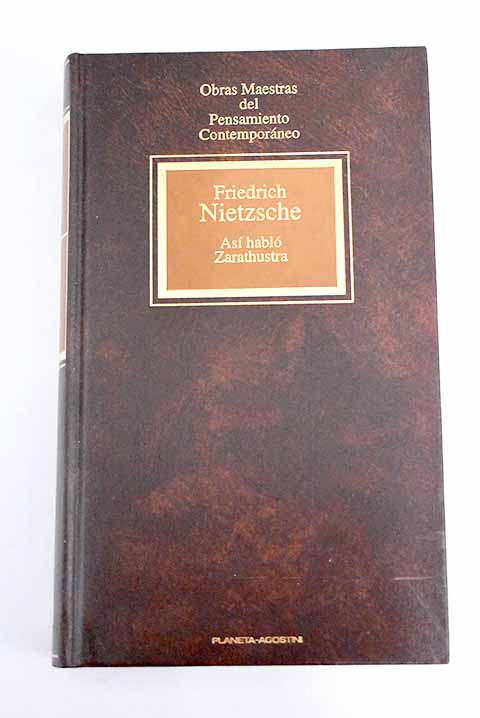 Obras Maestras
del
Pensamiento
Contemporáneo
Friedrich
Nietzsche
Así habló
Zarathustra
PLANETA-AGOSTINI